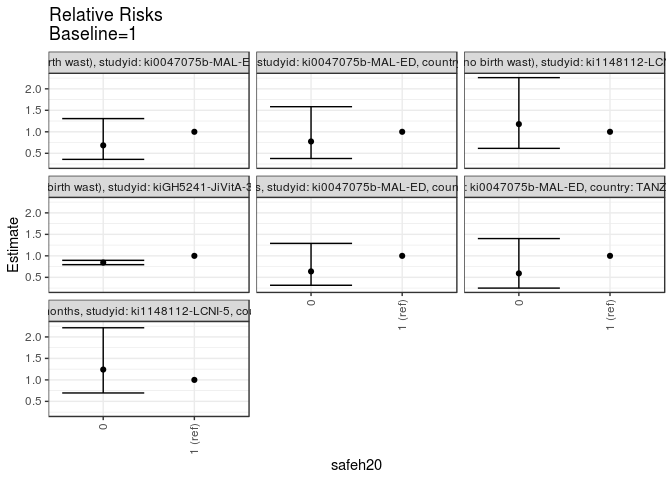 Relative Risks
Baseline=1
rth wast), studyid: ki0047075b-MAL-E
studyid: ki0047075b-MAL-ED, country
no birth wast), studyid: ki1148112-LC
2.0
1.5
1.0
0.5
birth wast), studyid: kiGH5241-JiVitA-3
s, studyid: ki0047075b-MAL-ED, coun
: ki0047075b-MAL-ED, country: TANZ
2.0
1.5
1.0
0.5
Estimate
0
1 (ref)
0
1 (ref)
months, studyid: ki1148112-LCNI-5, cou
2.0
1.5
1.0
0.5
0
1 (ref)
safeh20